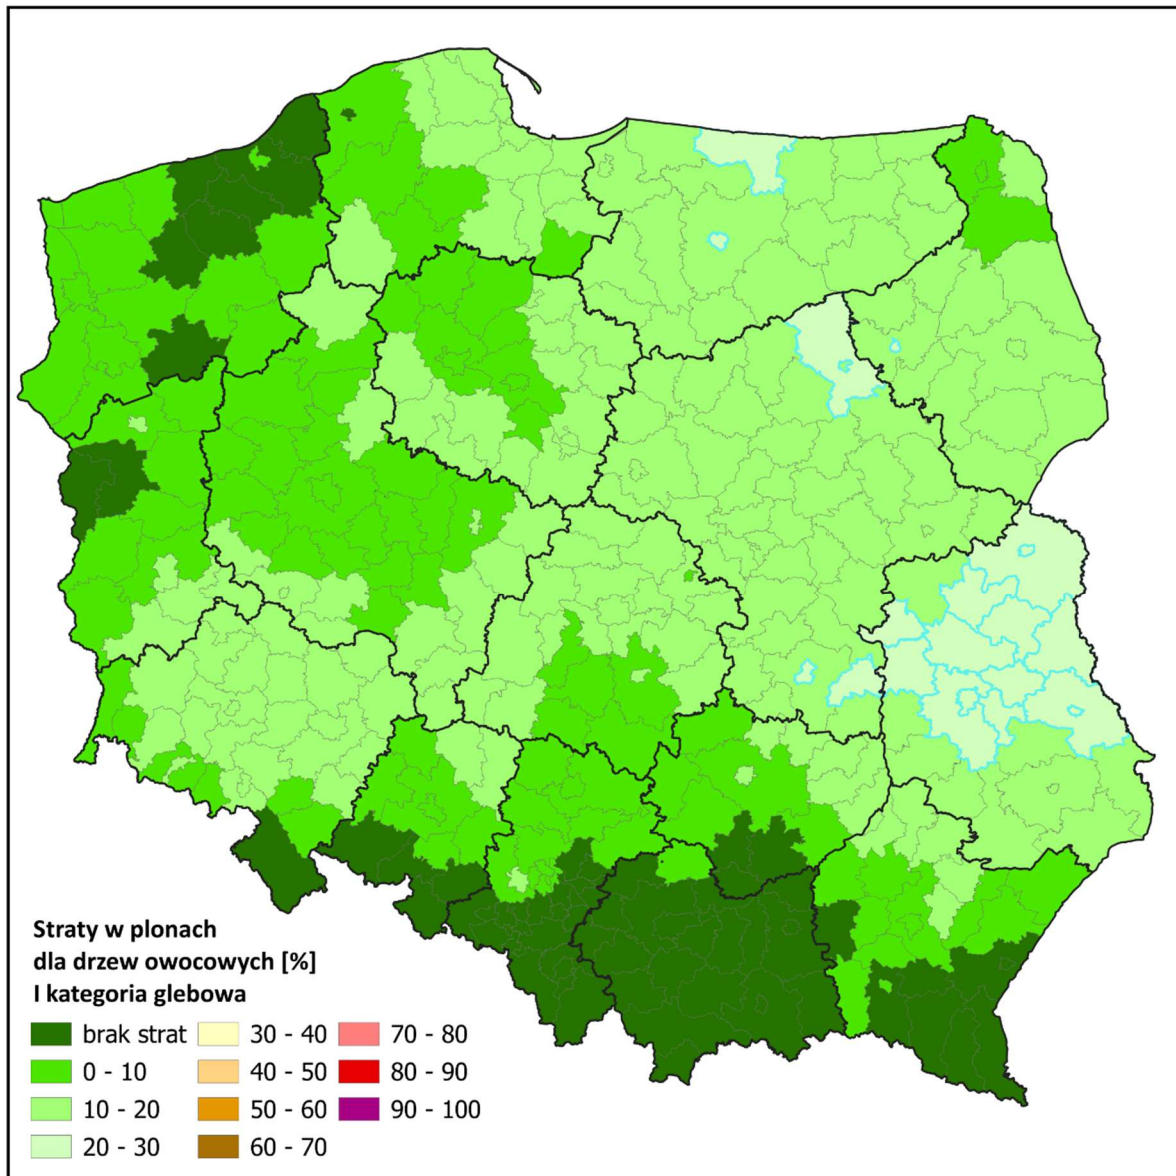 Straty w plonach
dla drzew owocowych [%]
I kategoria glebowa
brak strat
0 - 10
10 - 20
20 - 30
30 - 40
40 - 50
50 - 60
60 - 70
70 - 80
80 - 90
90 - 100